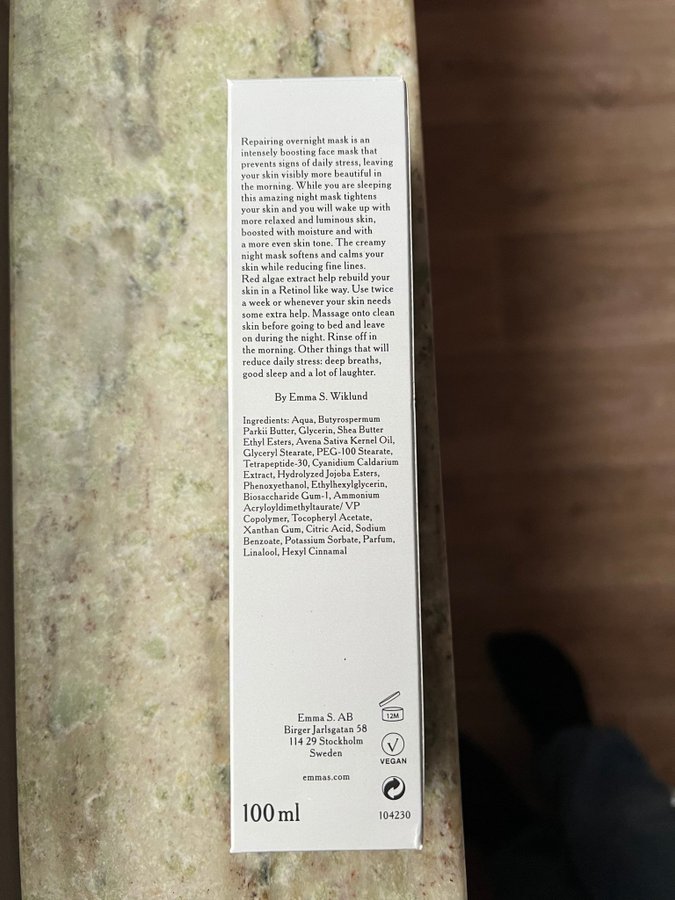 Repairing overnight mask is an
intensely boosting face mask that
prevents signs of daily stress, leaving
your skin visibly more beautiful in
the morning. While you are sleeping
this amazing night mask tightens
your skin and you will wake up with
more relaxed and luminous skin,
boosted with moisture and with
a more even skin tone. The creamy
night mask softens and calms your
skin while reducing fine lines.
Red algae extract help rebuild your
skin in a Retinol like way. Use twice
a week or whenever your skin needs
some extra help. Massage onto clean
skin before going to bed and leave
on during the night. Rinse off in
the morning. Other things that will
reduce daily stress: deep breaths,
good sleep and a lot of laughter.
By Emma S. Wiklund
Ingredients: Aqua, Butyrospermum
Parkii Butter, Glycerin, Shea Butter
Ethyl Esters, Avena Sativa Kernel Oil,
Glyceryl Stearate, PEG-100 Stearate,
Tetrapeptide-30, Cyanidium Caldarium
Extract, Hydrolyzed Jojoba Esters,
Phenoxyethanol, Ethylhexylglycerin,
Biosaccharide Gum-1, Ammonium
Acryloyldimethyltaurate/ VP
Copolymer, Tocopheryl Acetate,
Xanthan Gum, Citric Acid, Sodium
Benzoate, Potassium Sorbate, Parfum,
Linalool, Hexyl Cinnamal
Emma S. AB
Birger Jarlsgatan 58
114 29 Stockholm
Sweden
emmas.com
12M
VEGAN
100 ml
104230